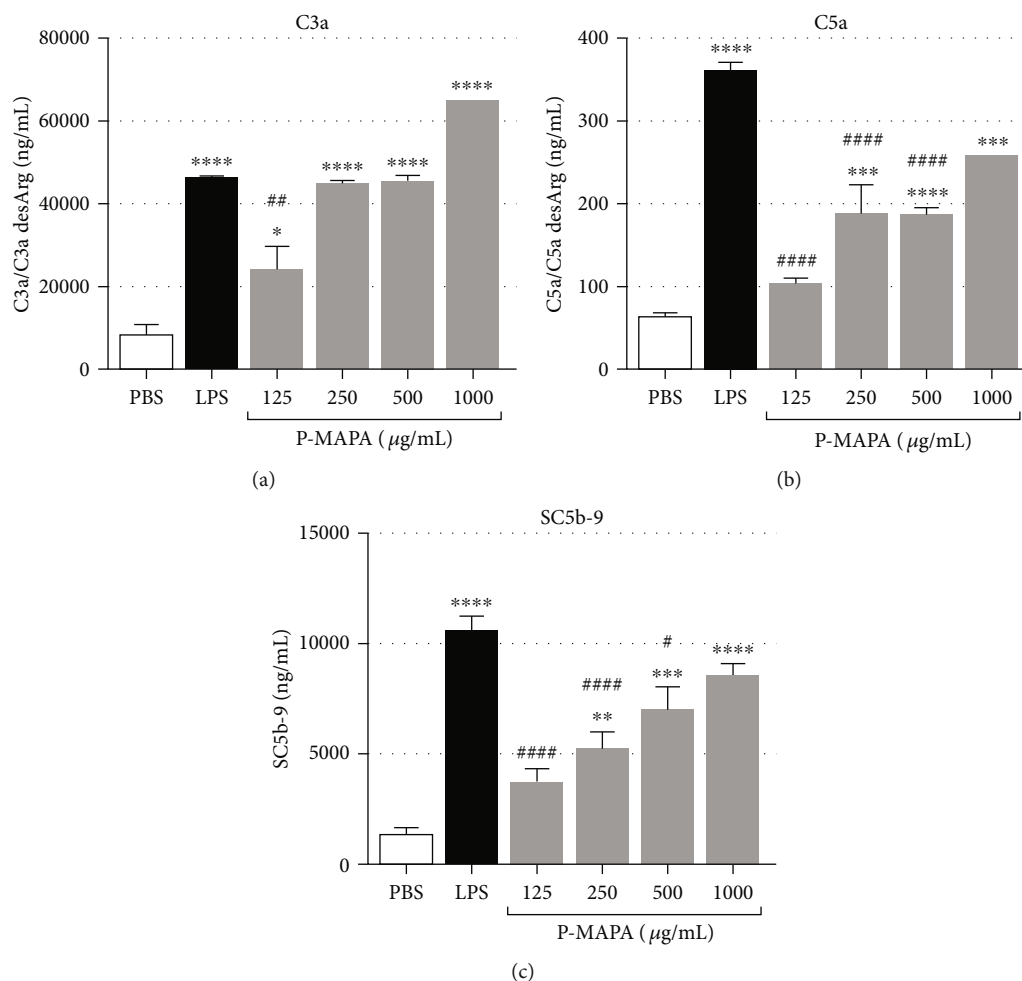 C3a
C3a/C3a desArg (ng/mL)
80000
60000
40000
20000
0
****
##
*
****
****
****
PBS
LPS
125
250
500
1000
P-MAPA (μg/mL)
(a)
C5a
C5a/C5a desArg (ng/mL)
400
300
200
100
0
****
####
####
***
####
****
***
PBS
LPS
125
250
500
1000
P-MAPA (μg/mL)
(b)
SC5b-9
SC5b-9 (ng/mL)
15000
10000
5000
0
****
####
####
**
#
***
****
PBS
LPS
125
250
500
1000
P-MAPA (μg/mL)
(c)